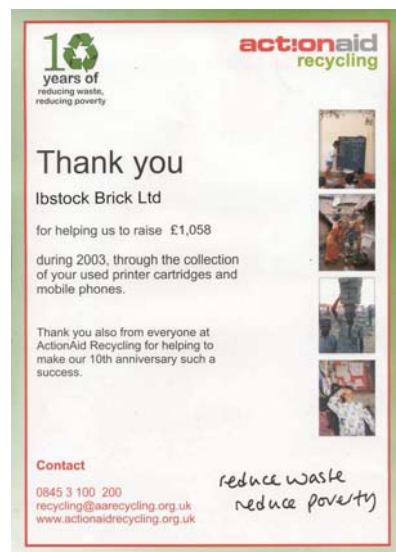 10
years of
reducing waste,
reducing poverty
act!onaid
recycling
Thank you
Ibstock Brick Ltd
for helping us to raise £1,058
during 2003, through the collection
of your used printer cartridges and
mobile phones.
Thank you also from everyone at
ActionAid Recycling for helping to
make our 10th anniversary such a
success.
Contact
0845 3 100 200
recycling@aarecycling.org.uk
www.actionaidrecycling.org.uk
reduce waste
reduce poverty